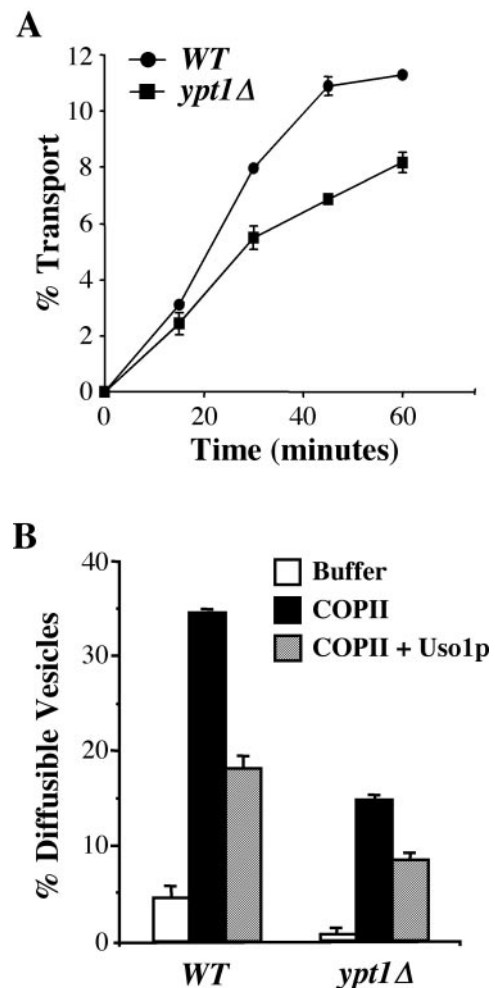 A
WT
ypt1Δ
% Transport
12
10
8
6
4
2
0
0 20 40 60
Time (minutes)
B
Buffer
COPII
COPII + Uso1p
% Diffusible Vesicles
40
30
20
10
0
WT ypt1Δ